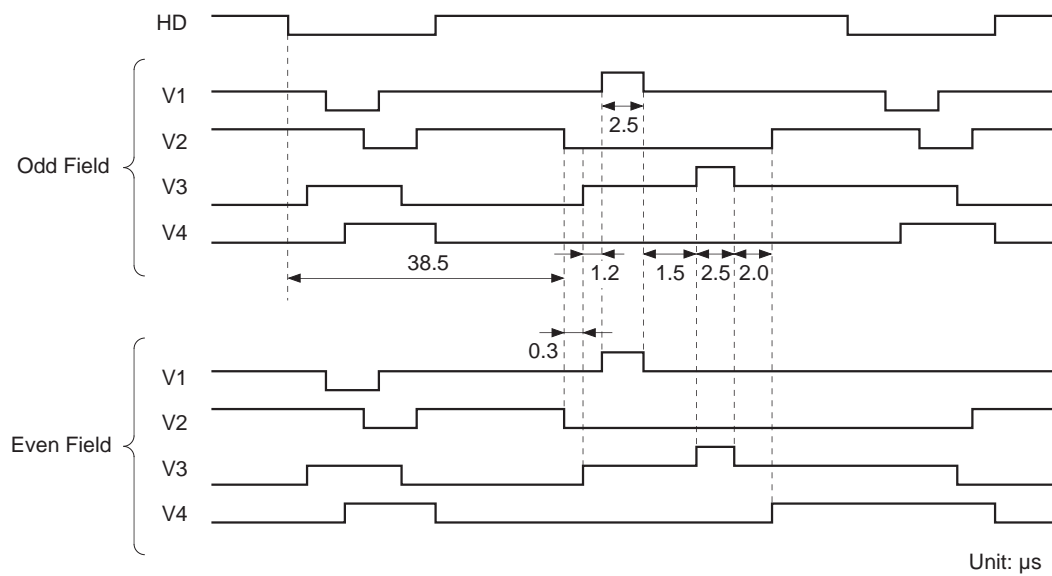 HD
V1
2.5
V2
Odd Field
V3
V4
38.5
1.2
1.5
2.5
2.0
0.3
V1
V2
Even Field
V3
V4
Unit: μs